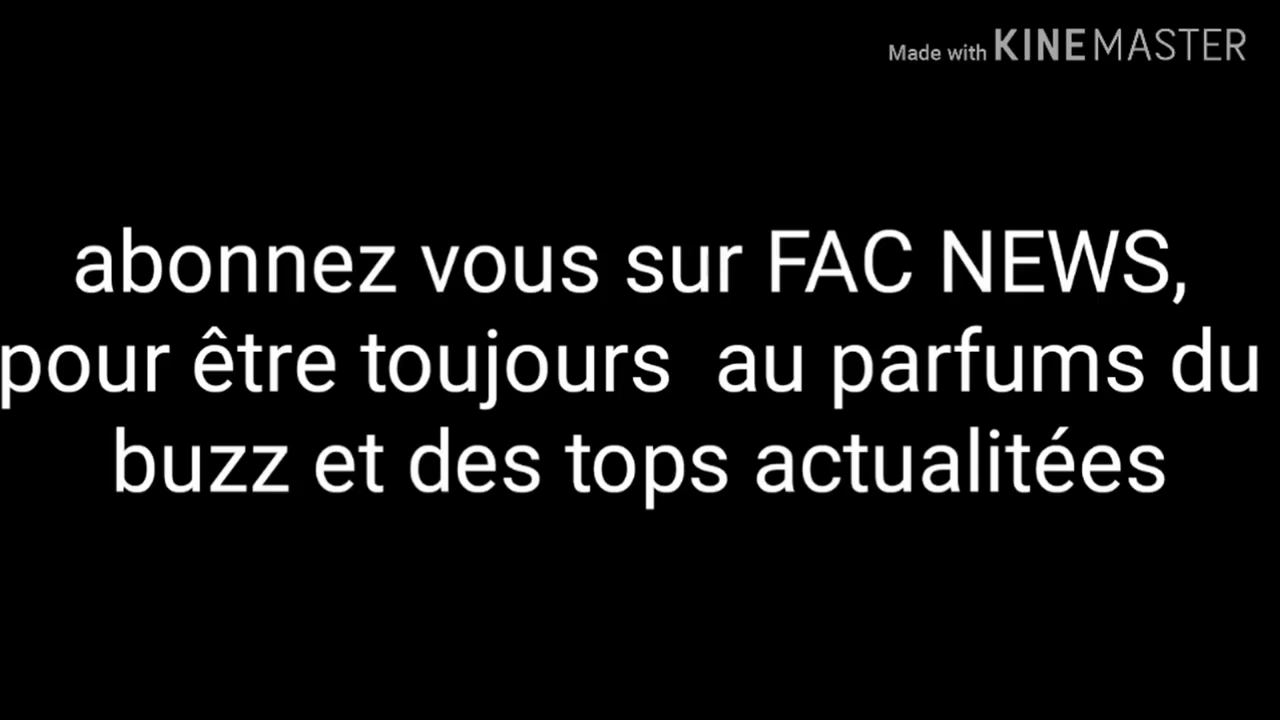 Made with KINEMASTER
abonnez vous sur FAC NEWS,
pour être toujours  au parfums du
buzz et des tops actualitées